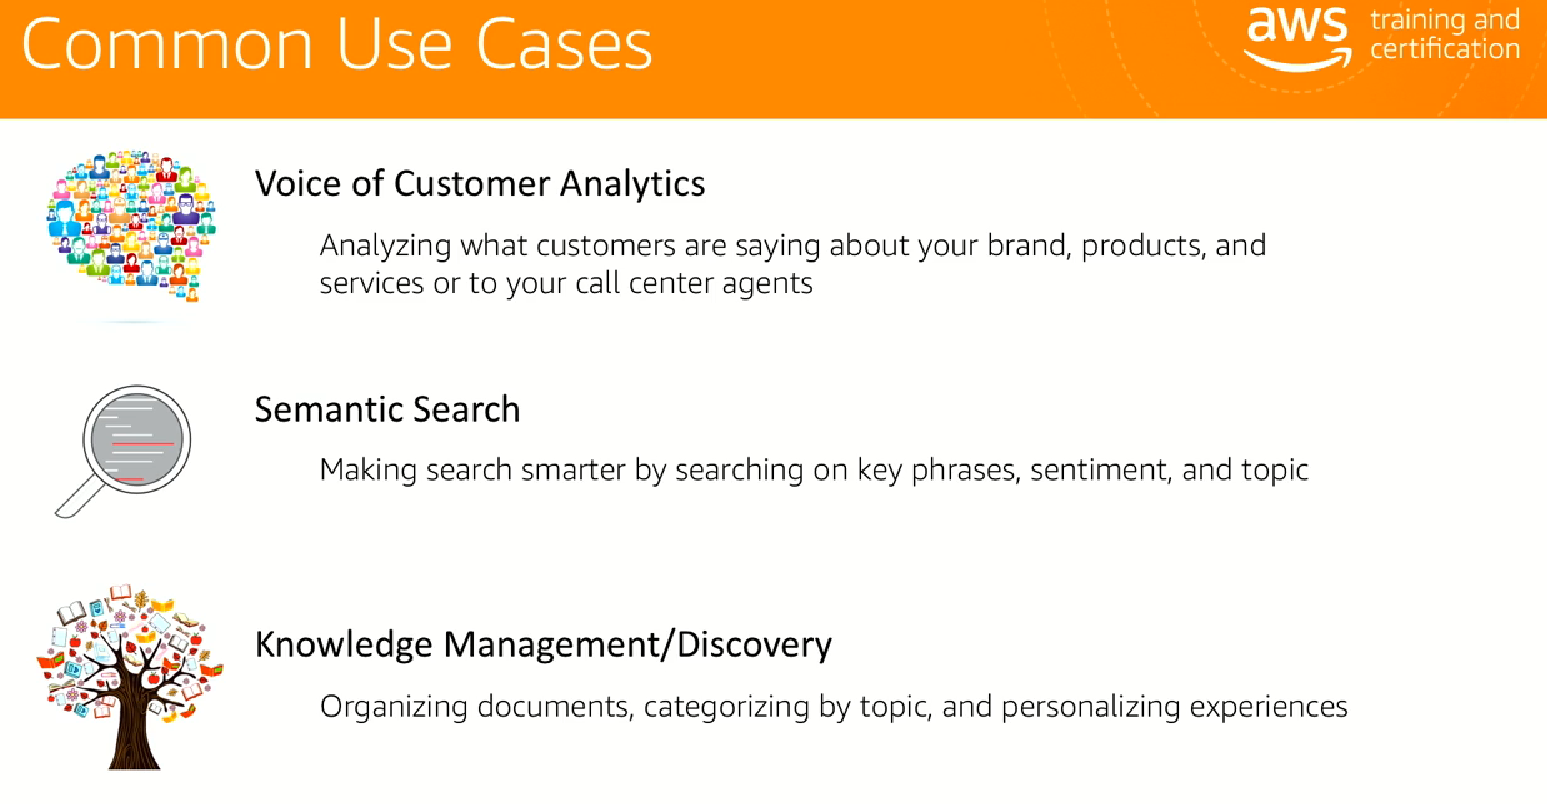 Common Use Cases
aws
training and
certification
Voice of Customer Analytics
Analyzing what customers are saying about your brand, products, and
services or to your call center agents
Semantic Search
Making search smarter by searching on key phrases, sentiment, and topic
Knowledge Management/Discovery
Organizing documents, categorizing by topic, and personalizing experiences